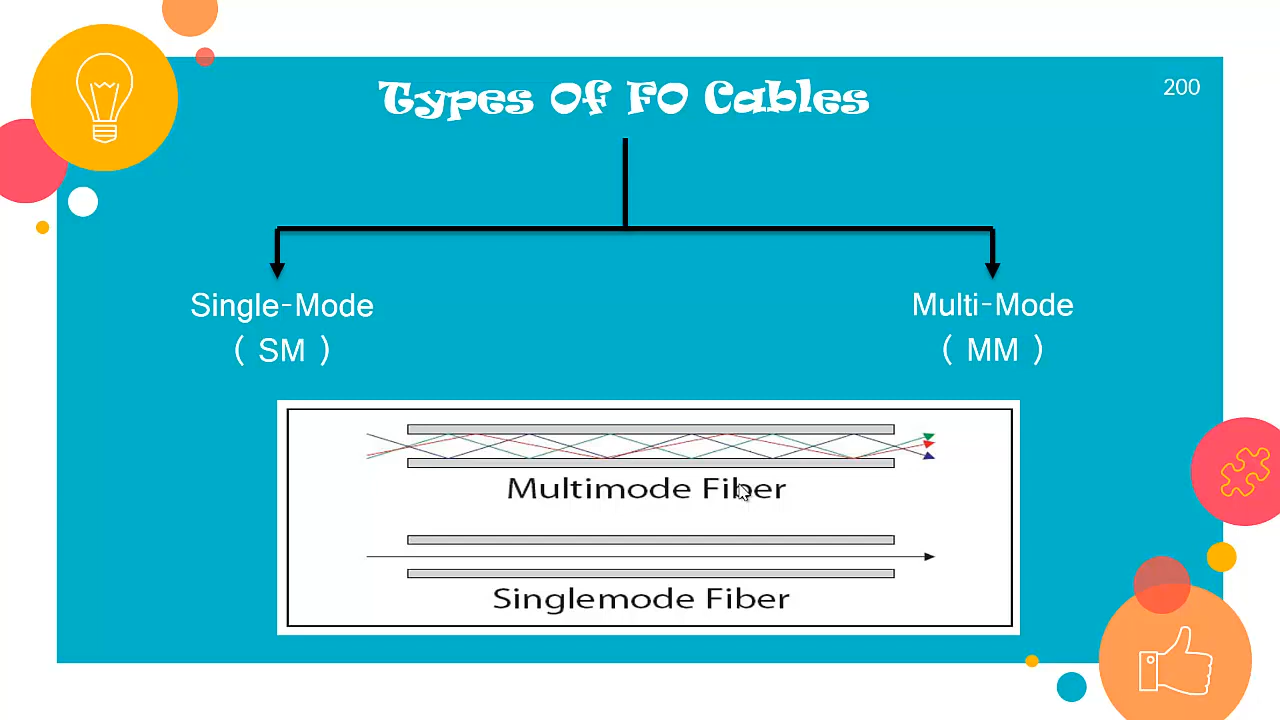 Types Of FO Cables
200
Single-Mode
( SM )
Multi-Mode
( MM )
Multimode Fiber
Singlemode Fiber